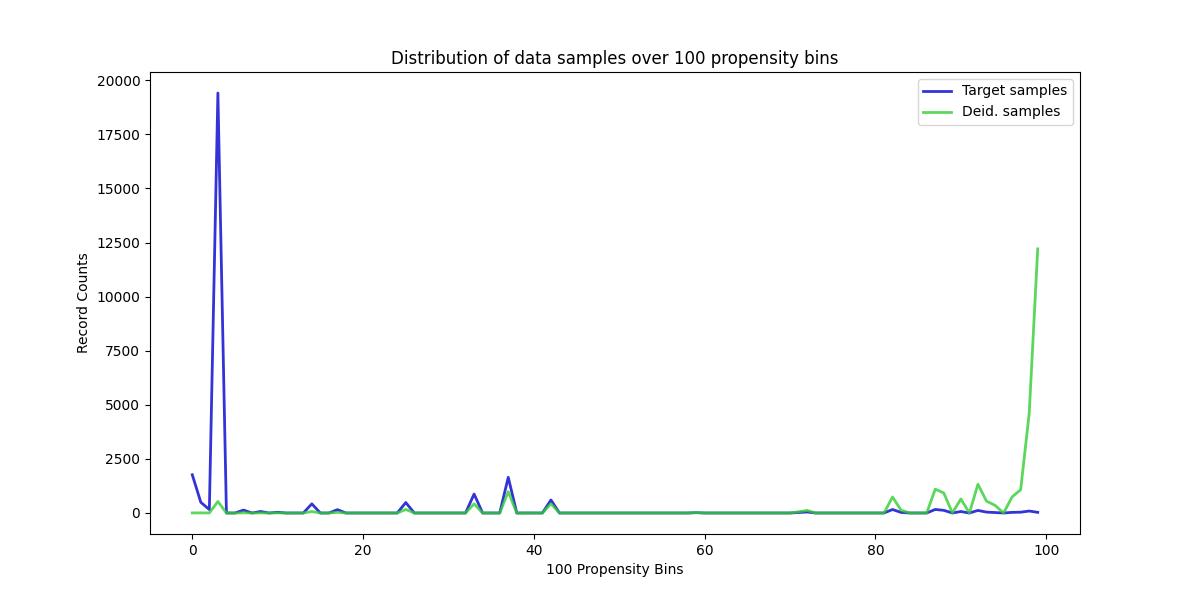 Distribution of data samples over 100 propensity bins
Target samples
Deid. samples
20000
17500
15000
12500
10000
7500
5000
2500
0
Record Counts
0 20 40 60 80 100
100 Propensity Bins